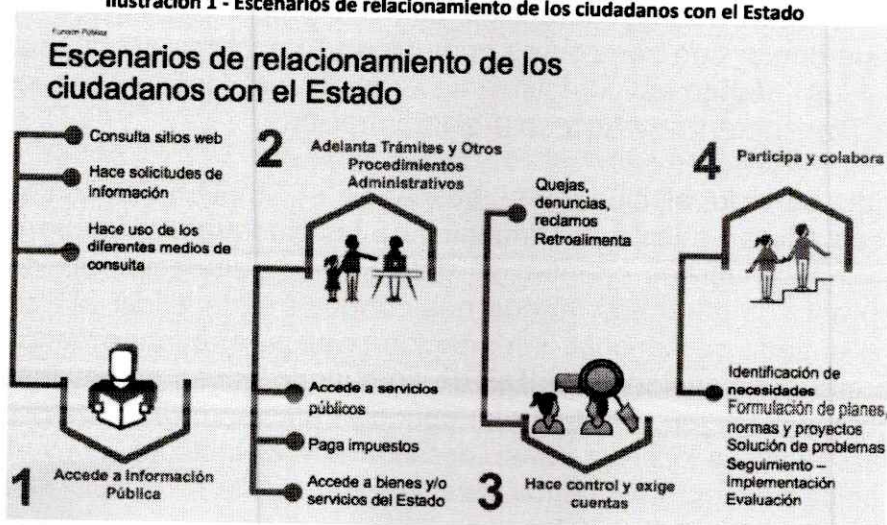 Ilustración 1 - Escenarios de relacionamiento de los ciudadanos con el Estado
Función Pública
Escenarios de relacionamiento de los
ciudadanos con el Estado
Consulta sitios web
Hace solicitudes de
información
Hace uso de los
diferentes medios de
consulta
1
Accede a Información
Pública
2
Adelanta Trámites y Otros
Procedimientos
Administrativos
Accede a servicios
públicos
Paga impuestos
Accede a bienes y/o
servicios del Estado
Quejas,
denuncias,
reclamos
Retroalimenta
3
Hace control y exige
cuentas
4
Participa y colabora
Identificación de
necesidades
Formulación de planes,
normas y proyectos
Solución de problemas
Seguimiento –
Implementación
Evaluación